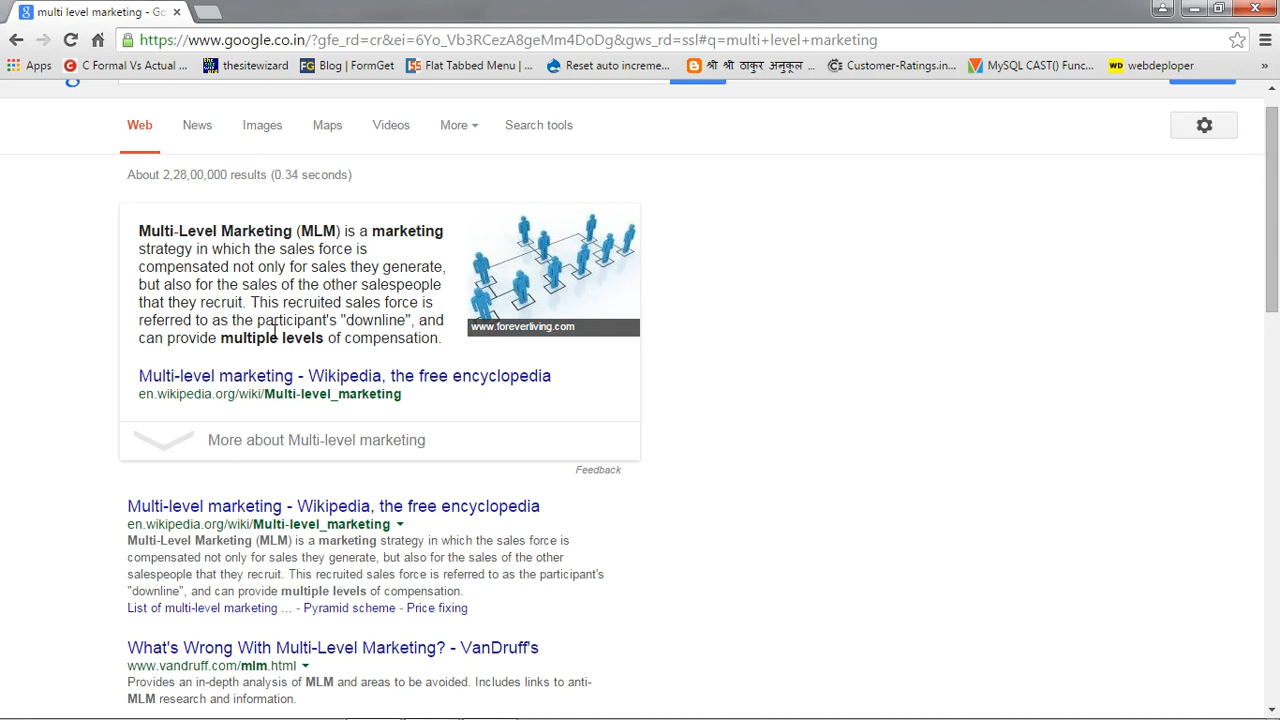 multi level marketing - Go
https://www.google.co.in/?gfe_rd=cr&ei=6Yo_Vb3RCezA8geMm4DoDg&gws_rd=ssl#q=multi+level+marketing
Apps C Formal Vs Actual ... thesitewizard Blog | FormGet Flat Tabbed Menu | ... Reset auto increme... श्री श्री ठाकुर अनुकूल ... Customer-Ratings.in... MySQL CAST() Func... WD webdeploper »
Web News Images Maps Videos More Search tools
About 2,28,00,000 results (0.34 seconds)
Multi-Level Marketing (MLM) is a marketing
strategy in which the sales force is
compensated not only for sales they generate,
but also for the sales of the other salespeople
that they recruit. This recruited sales force is
referred to as the participant's "downline", and
can provide multiple levels of compensation.
www.foreverliving.com
Multi-level marketing - Wikipedia, the free encyclopedia
en.wikipedia.org/wiki/Multi-level_marketing
More about Multi-level marketing
Feedback
Multi-level marketing - Wikipedia, the free encyclopedia
en.wikipedia.org/wiki/Multi-level_marketing
Multi-Level Marketing (MLM) is a marketing strategy in which the sales force is
compensated not only for sales they generate, but also for the sales of the other
salespeople that they recruit. This recruited sales force is referred to as the participant's
"downline", and can provide multiple levels of compensation.
List of multi-level marketing ... - Pyramid scheme - Price fixing
What's Wrong With Multi-Level Marketing? - VanDruff's
www.vandruff.com/mlm.html
Provides an in-depth analysis of MLM and areas to be avoided. Includes links to anti-
MLM research and information.